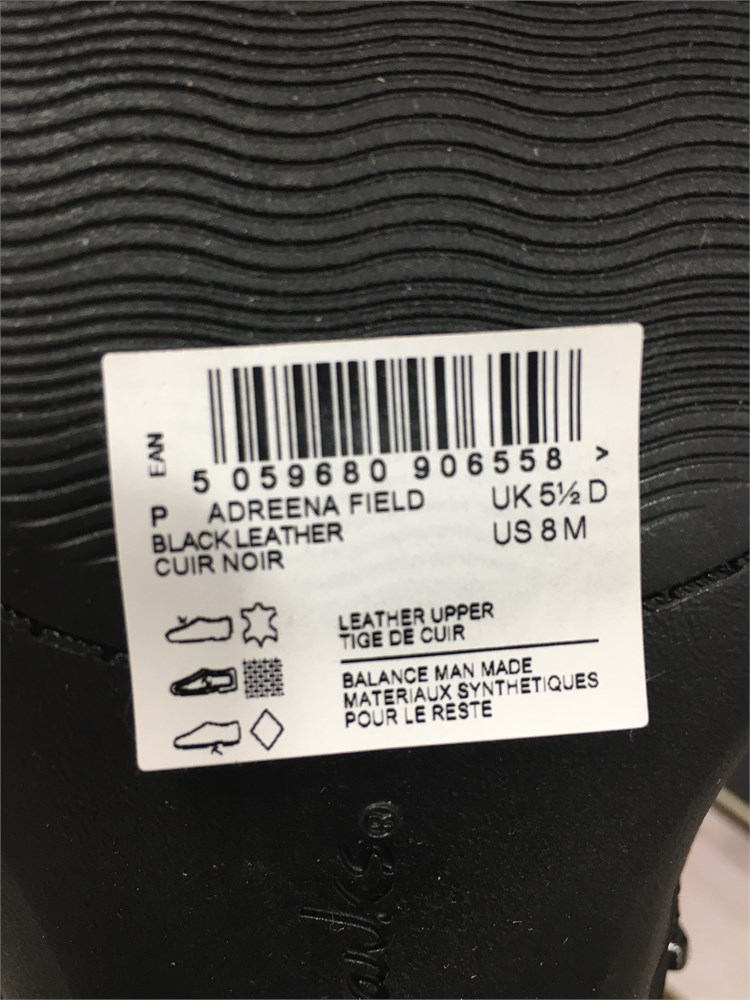 EAN
5 059680 906558 >
P ADREENA FIELD UK 5½ D
BLACK LEATHER US 8 M
CUIR NOIR
LEATHER UPPER
TIGE DE CUIR
BALANCE MAN MADE
MATERIAUX SYNTHETIQUES
POUR LE RESTE